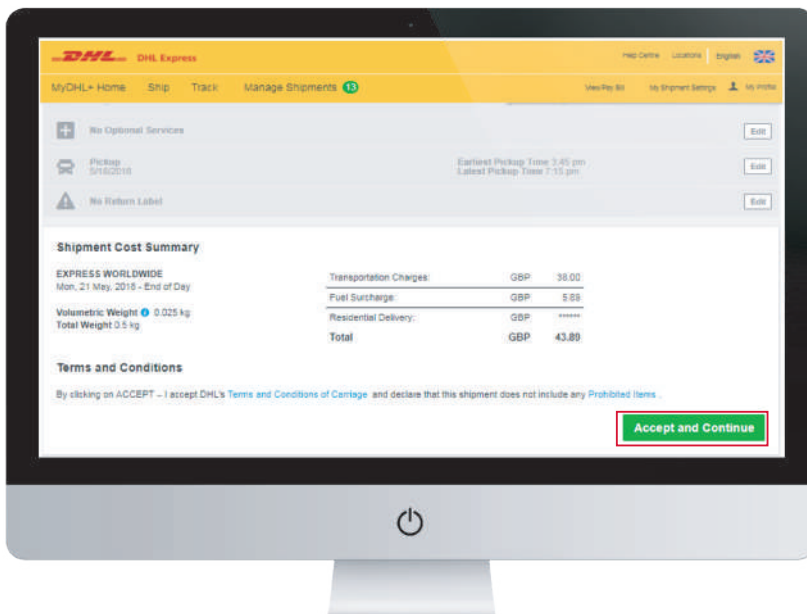 DHL DHL Express
Help Centre Locations English
MyDHL+ Home Ship Track Manage Shipments 13 View/Pay Bill My Shipment Settings My Profile
No Optional Services Edit
Pickup Earliest Pickup Time 3:45 pm Edit
5/16/2018 Latest Pickup Time 7:15 pm
No Return Label Edit
Shipment Cost Summary
EXPRESS WORLDWIDE
Mon, 21 May, 2018 - End of Day
Volumetric Weight 0.025 kg
Total Weight 0.5 kg
Transportation Charges: GBP 38.00
Fuel Surcharge: GBP 5.89
Residential Delivery: GBP ******
Total GBP 43.89
Terms and Conditions
By clicking on ACCEPT – I accept DHL's Terms and Conditions of Carriage and declare that this shipment does not include any Prohibited Items .
Accept and Continue